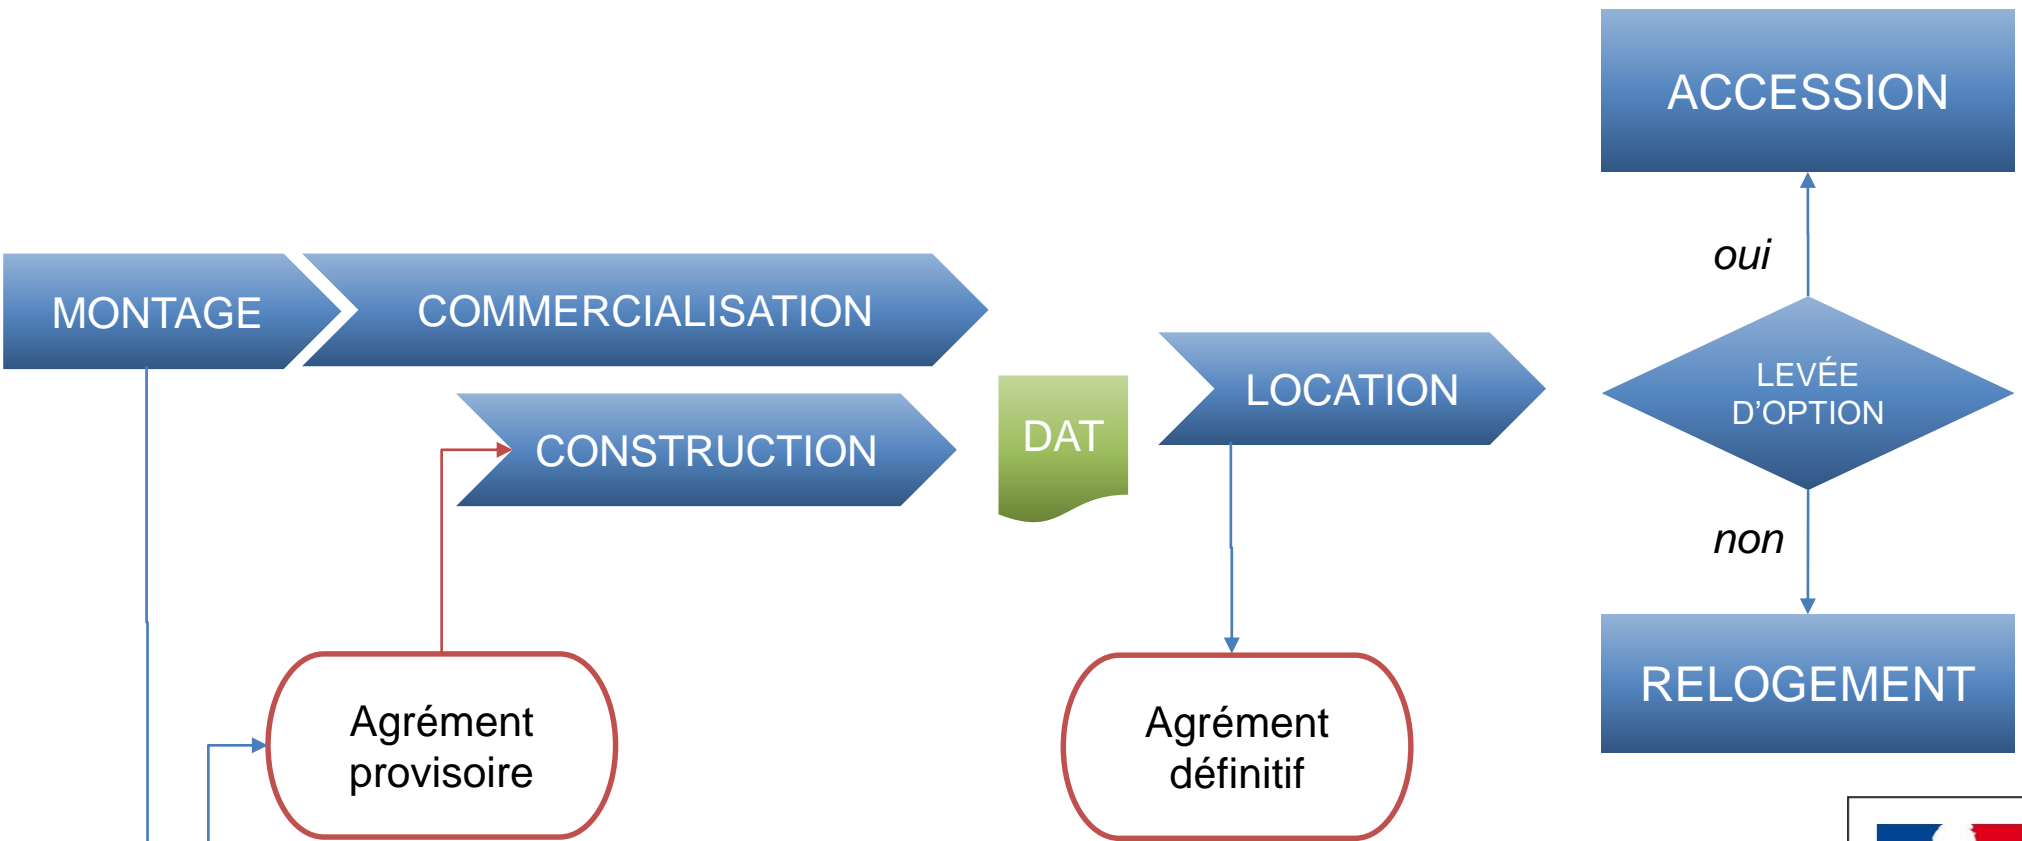 ACCESSION
oui
MONTAGE
COMMERCIALISATION
LOCATION
LEVÉE
D’OPTION
CONSTRUCTION
DAT
non
RELOGEMENT
Agrément
provisoire
Agrément
définitif